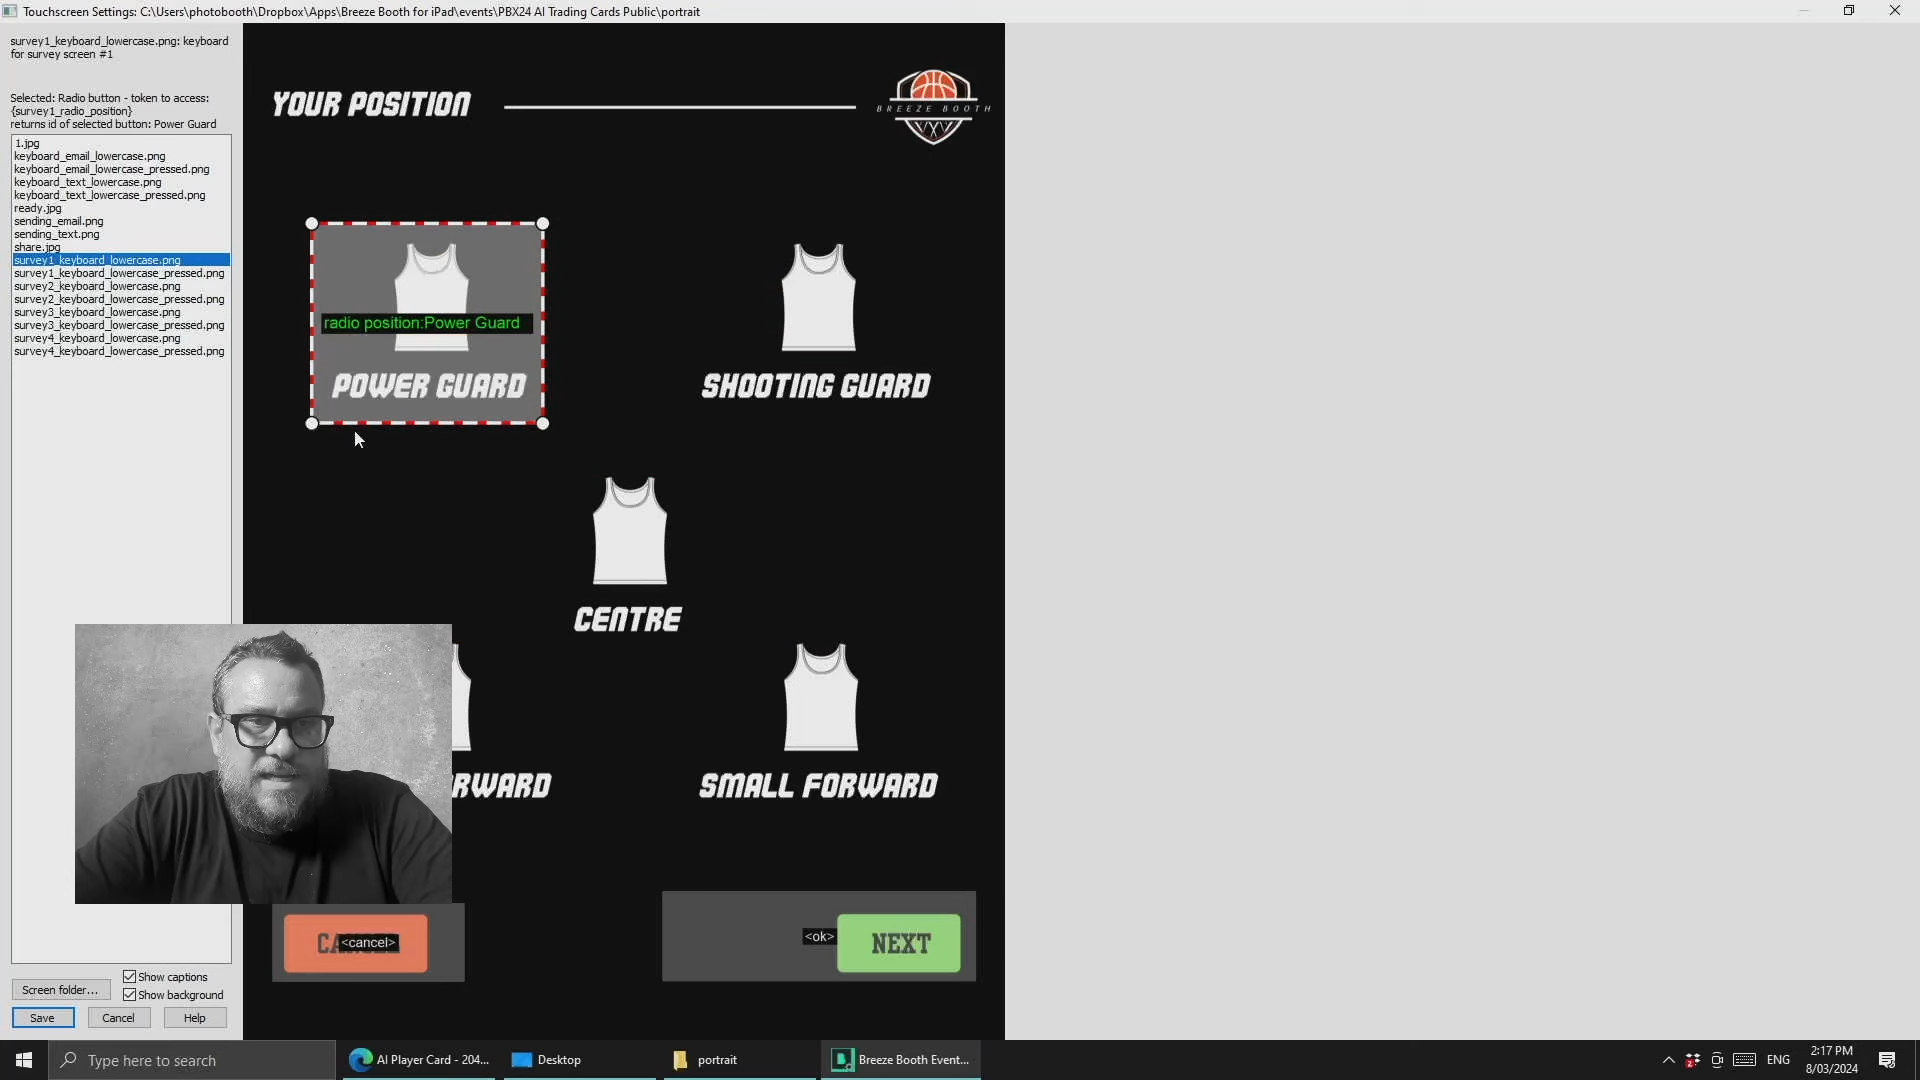 Touchscreen Settings: C:\Users\photobooth\Dropbox\Apps\Breeze Booth for iPad\events\PBX24 AI Trading Cards Public\portrait
survey1_keyboard_lowercase.png: keyboard
for survey screen #1
Selected: Radio button - token to access:
{survey1_radio_position}
returns id of selected button: Power Guard
1.jpg
keyboard_email_lowercase.png
keyboard_email_lowercase_pressed.png
keyboard_text_lowercase.png
keyboard_text_lowercase_pressed.png
ready.jpg
sending_email.png
sending_text.png
share.jpg
survey1_keyboard_lowercase.png
survey1_keyboard_lowercase_pressed.png
survey2_keyboard_lowercase.png
survey2_keyboard_lowercase_pressed.png
survey3_keyboard_lowercase.png
survey3_keyboard_lowercase_pressed.png
survey4_keyboard_lowercase.png
survey4_keyboard_lowercase_pressed.png
Screen folder...
Show captions
Show background
Save
Cancel
Help
YOUR POSITION
BREEZE BOOTH
radio position:Power Guard
POWER GUARD
SHOOTING GUARD
CENTRE
RWARD
SMALL FORWARD
<cancel>
<ok>
NEXT
Type here to search
AI Player Card - 204...
Desktop
portrait
Breeze Booth Event...
ENG
2:17 PM
8/03/2024